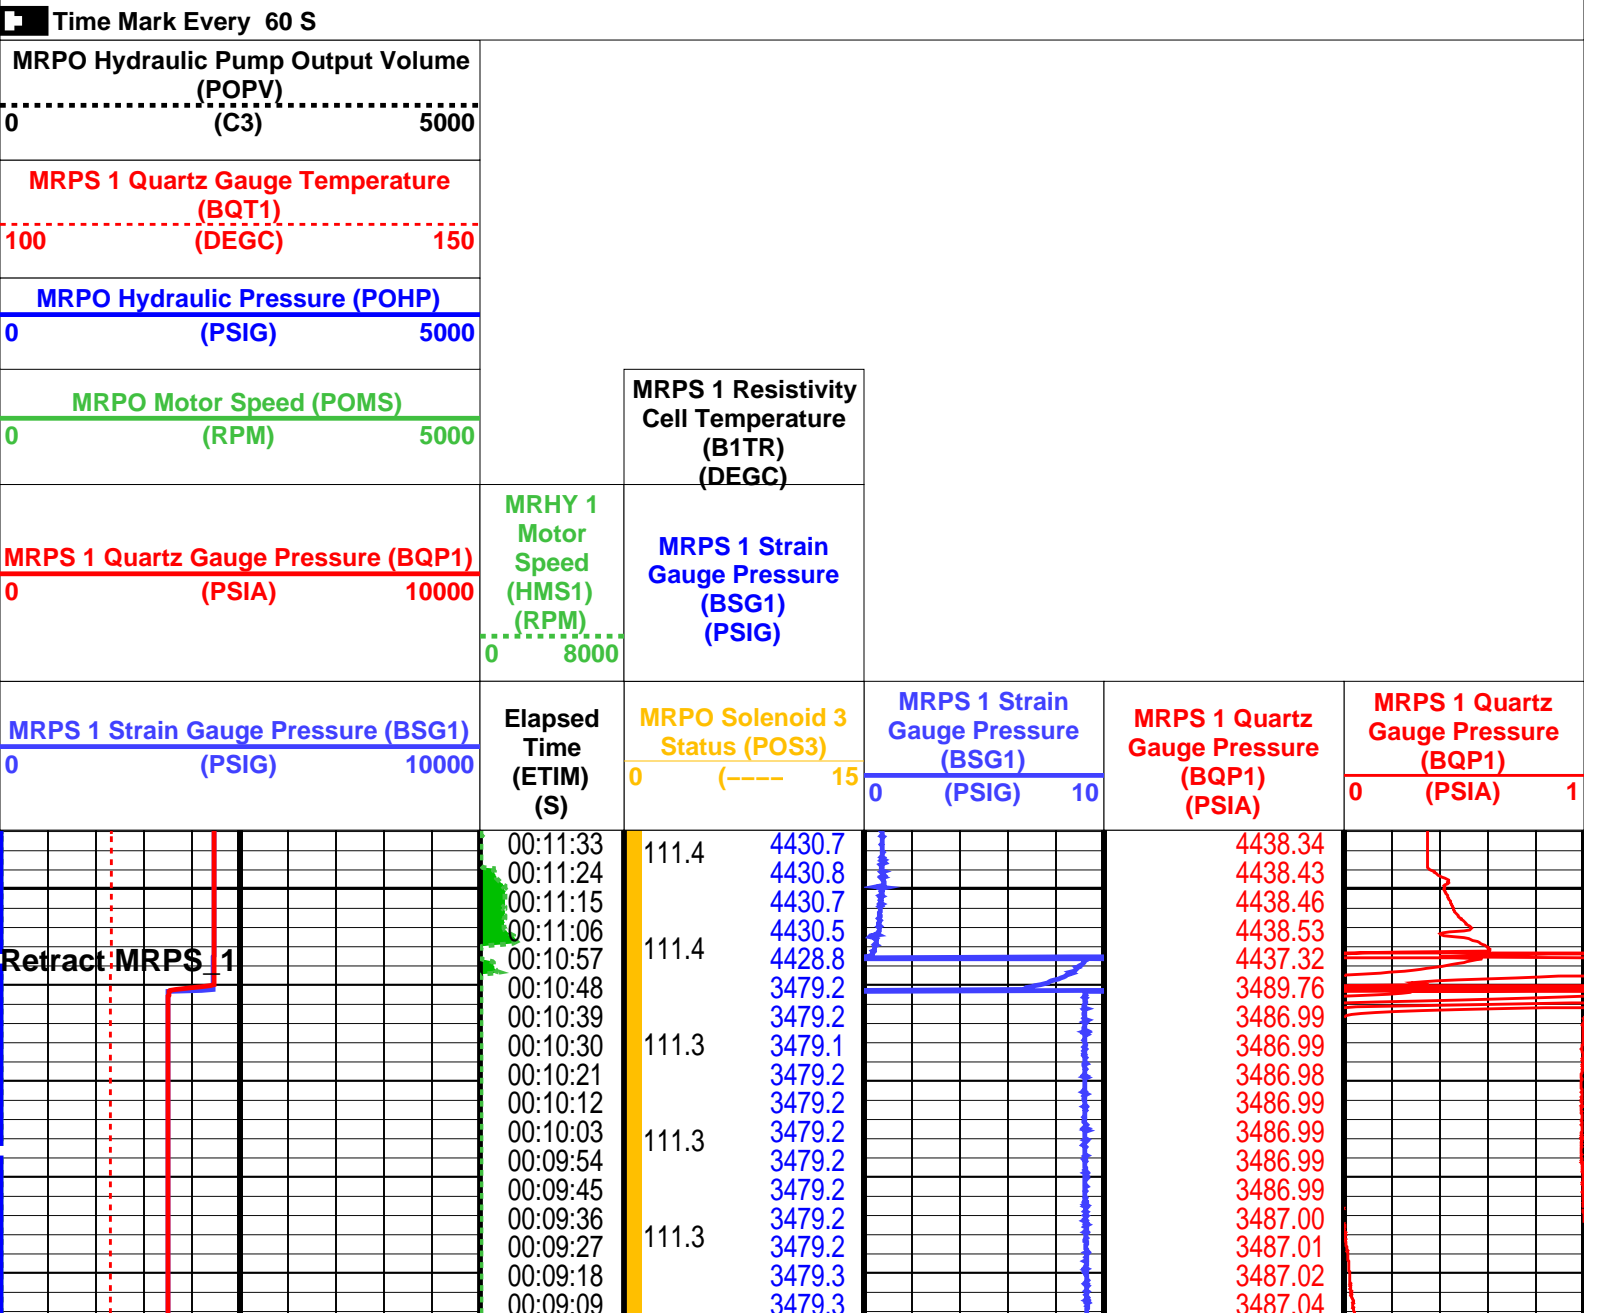 Time Mark Every 60 S
MRPO Hydraulic Pump Output Volume
(POPV)
0 (C3) 5000
MRPS 1 Quartz Gauge Temperature
(BQT1)
100 (DEGC) 150
MRPO Hydraulic Pressure (POHP)
0 (PSIG) 5000
MRPO Motor Speed (POMS)
0 (RPM) 5000
MRPS 1 Resistivity
Cell Temperature
(B1TR)
(DEGC)
MRPS 1 Quartz Gauge Pressure (BQP1)
0 (PSIA) 10000
MRHY 1
Motor
Speed
(HMS1)
(RPM)
0 8000
MRPS 1 Strain
Gauge Pressure
(BSG1)
(PSIG)
MRPS 1 Strain Gauge Pressure (BSG1)
0 (PSIG) 10000
Elapsed
Time
(ETIM)
(S)
MRPO Solenoid 3
Status (POS3)
0 (---- 15
MRPS 1 Strain
Gauge Pressure
(BSG1)
0 (PSIG) 10
MRPS 1 Quartz
Gauge Pressure
(BQP1)
(PSIA)
MRPS 1 Quartz
Gauge Pressure
(BQP1)
0 (PSIA) 1
00:11:33 111.4 4430.7 4438.34
00:11:24 4430.8 4438.43
00:11:15 4430.7 4438.46
00:11:06 4430.5 4438.53
Retract MRPS_1 00:10:57 111.4 4428.8 4437.32
00:10:48 3479.2 3489.76
00:10:39 3479.2 3486.99
00:10:30 111.3 3479.1 3486.99
00:10:21 3479.2 3486.98
00:10:12 3479.2 3486.99
00:10:03 111.3 3479.2 3486.99
00:09:54 3479.2 3486.99
00:09:45 3479.2 3486.99
00:09:36 3479.2 3487.00
00:09:27 111.3 3479.2 3487.01
00:09:18 3479.3 3487.02
00:09:09 3479.3 3487.04